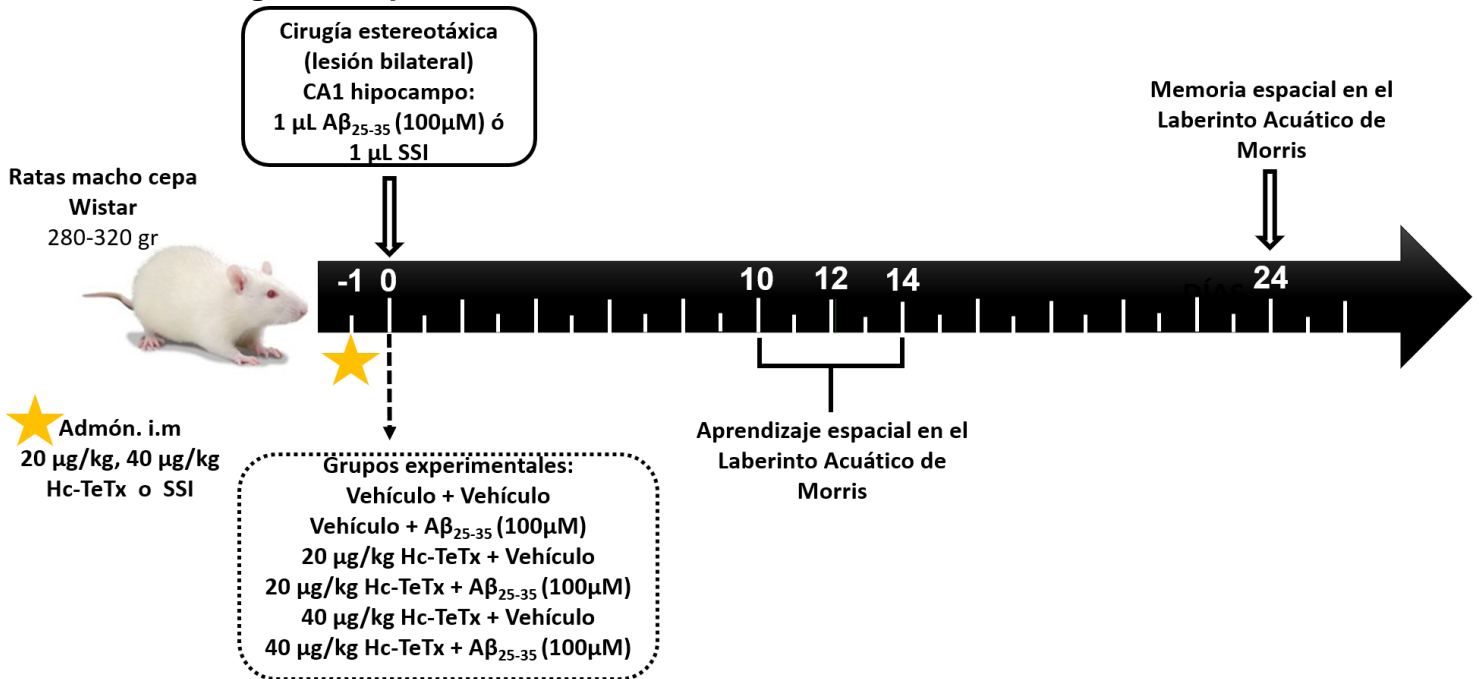 Cirugía estereotáxica
(lesión bilateral)
CA1 hipocampo:
1 µL Aβ25-35 (100µM) ó
1 µL SSI
Memoria espacial en el
Laberinto Acuático de
Morris
Ratas macho cepa
Wistar
280-320 gr
-1 0 10 12 14 24
DÍAS
Admón. i.m
20 µg/kg, 40 µg/kg
Hc-TeTx o SSI
Grupos experimentales:
Vehículo + Vehículo
Vehículo + Aβ25-35 (100µM)
20 µg/kg Hc-TeTx + Vehículo
20 µg/kg Hc-TeTx + Aβ25-35 (100µM)
40 µg/kg Hc-TeTx + Vehículo
40 µg/kg Hc-TeTx + Aβ25-35 (100µM)
Aprendizaje espacial en el
Laberinto Acuático de
Morris